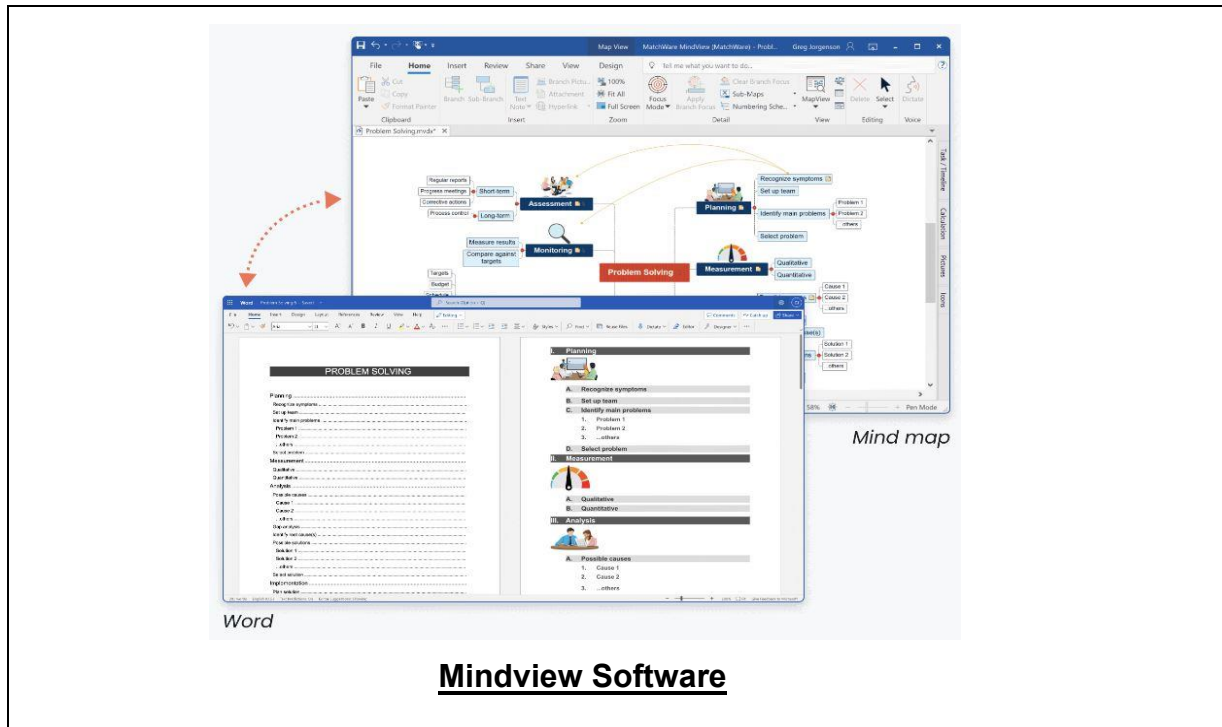 Map View MatchWare MindView (MatchWare) - Probl.. Greg Jorgenson
File Home Insert Review Share View Design Tell me what you want to do...
Paste
Cut
Copy
Format Painter
Clipboard
Branch Sub-Branch
Text Note
Branch Pictu..
Attachment
Hyperlink
Insert
100%
Fit All
Full Screen
Zoom
Focus Mode
Apply Branch Focus
Clear Branch Focus
Sub-Maps
Numbering Sche..
Detail
MapView
View
Delete Select
Editing
Dictate
Voice
Problem Solving.mvdx*
Task / Timeline
Calculation
Pictures
Icons
Regular reports
Progress meetings
Corrective actions
Process control
Short-term
Long-term
Assessment
Measure results
Compare against
targets
Monitoring
Targets
Budget
Schedule
Problem Solving
Planning
Recognize symptoms
Set up team
Identify main problems
Select problem
Problem 1
Problem 2
...others
Measurement
Qualitative
Quantitative
Cause 1
Cause 2
...others
Solution 1
Solution 2
...others
58%
Pen Mode
Mind map
Word
File Home Insert Draw Design Layout References Review View Help Editing
Comments Catch up Share
Styles Find Reuse Files Dictate Editor Designer
PROBLEM SOLVING
Planning
Recognize symptoms
Set up team
Identify main problems
Problem 1
Problem 2
...others
Select problem
Measurement
Qualitative
Quantitative
Analysis
Possible causes
Cause 1
Cause 2
...others
Gap analysis
Identify root cause(s)
Possible solutions
Solution 1
Solution 2
...others
Select solution
Implementation
Plan solution
I. Planning
A. Recognize symptoms
B. Set up team
C. Identify main problems
1. Problem 1
2. Problem 2
3. ...others
D. Select problem
II. Measurement
A. Qualitative
B. Quantitative
III. Analysis
A. Possible causes
1. Cause 1
2. Cause 2
3. ...others
Word
Mindview Software